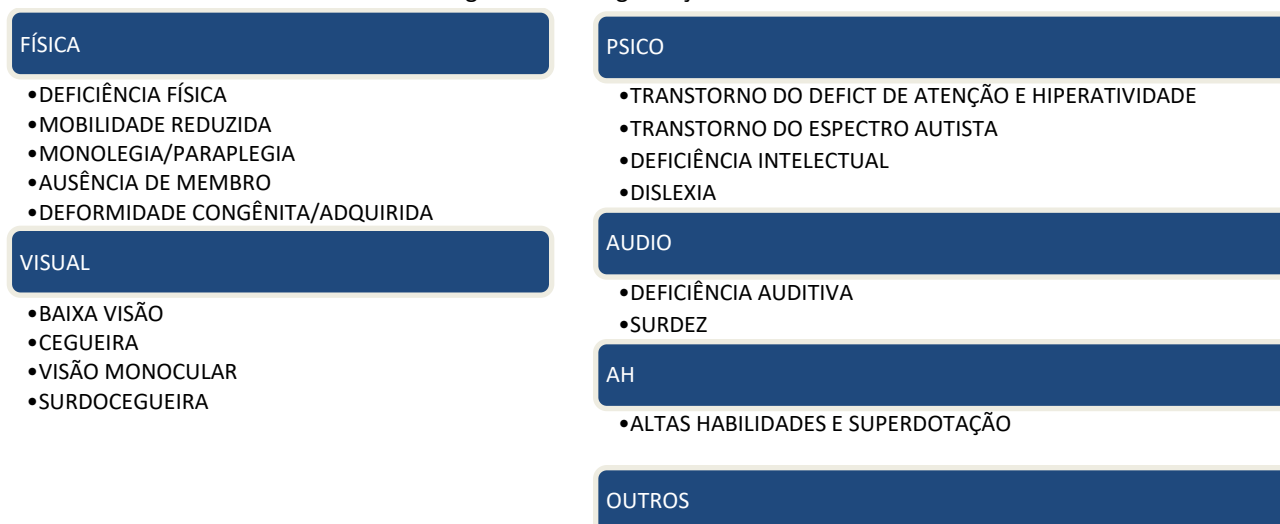 FÍSICA
•DEFICIÊNCIA FÍSICA
•MOBILIDADE REDUZIDA
•MONOLEGIA/PARAPLEGIA
•AUSÊNCIA DE MEMBRO
•DEFORMIDADE CONGÊNITA/ADQUIRIDA
VISUAL
•BAIXA VISÃO
•CEGUEIRA
•VISÃO MONOCULAR
•SURDOCEGUEIRA
PSICO
•TRANSTORNO DO DEFICT DE ATENÇÃO E HIPERATIVIDADE
•TRANSTORNO DO ESPECTRO AUTISTA
•DEFICIÊNCIA INTELECTUAL
•DISLEXIA
AUDIO
•DEFICIÊNCIA AUDITIVA
•SURDEZ
AH
•ALTAS HABILIDADES E SUPERDOTAÇÃO
OUTROS